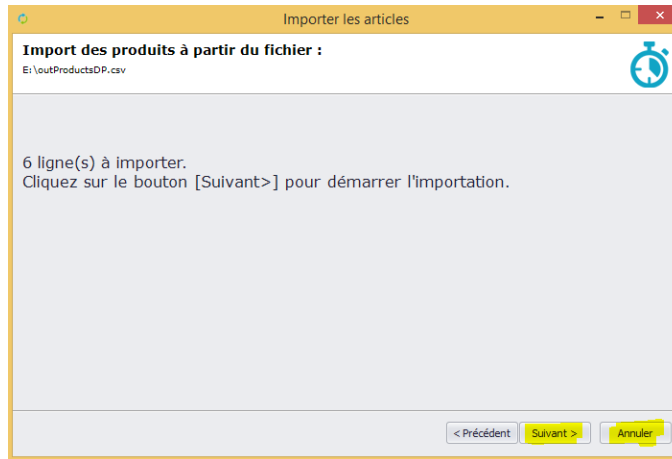 Importer les articles
Import des produits à partir du fichier :
E:\outProductsDP.csv
6 ligne(s) à importer.
Cliquez sur le bouton [Suivant>] pour démarrer l'importation.
< Précédent Suivant > Annuler